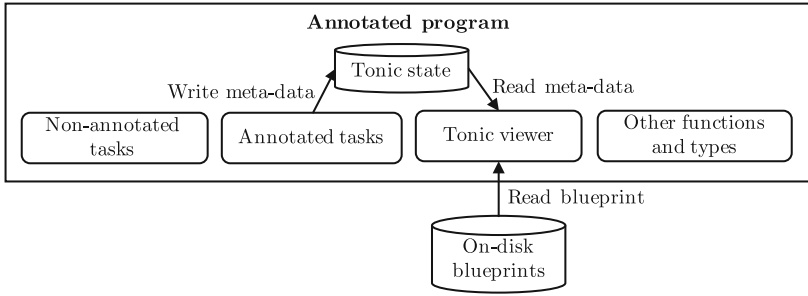 Annotated program
Tonic state
Write meta-data
Read meta-data
Non-annotated
tasks
Annotated tasks
Tonic viewer
Other functions
and types
Read blueprint
On-disk
blueprints